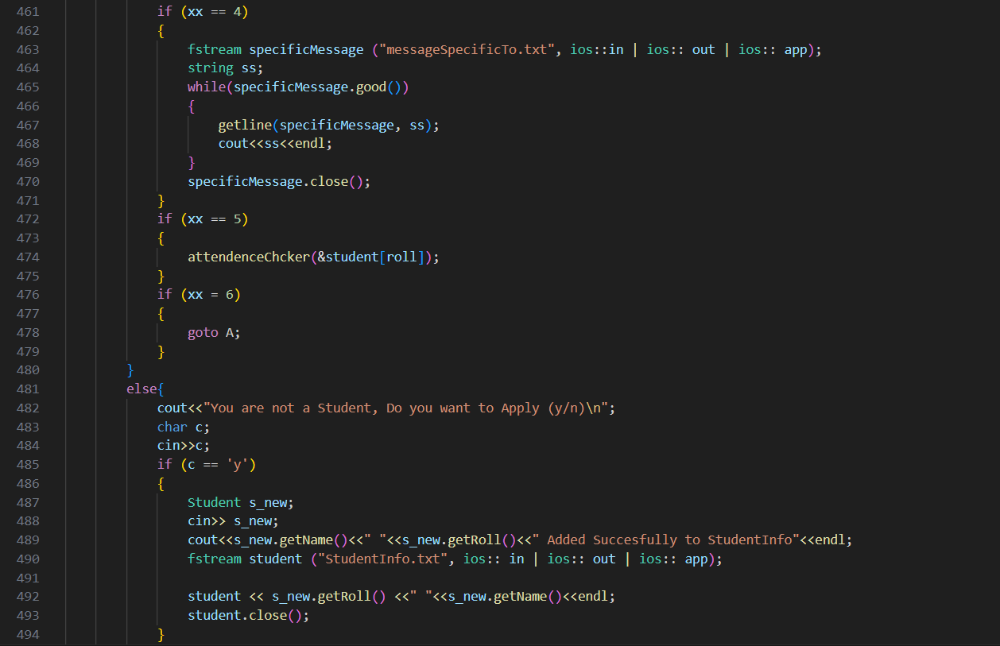 461 if (xx == 4)
462 {
463 fstream specificMessage ("messageSpecificTo.txt", ios::in | ios:: out | ios:: app);
464 string ss;
465 while(specificMessage.good())
466 {
467 getline(specificMessage, ss);
468 cout<<ss<<endl;
469 }
470 specificMessage.close();
471 }
472 if (xx == 5)
473 {
474 attendenceChcker(&student[roll]);
475 }
476 if (xx = 6)
477 {
478 goto A;
479 }
480 }
481 else{
482 cout<<"You are not a Student, Do you want to Apply (y/n)\n";
483 char c;
484 cin>>c;
485 if (c == 'y')
486 {
487 Student s_new;
488 cin>> s_new;
489 cout<<s_new.getName()<<" "<<s_new.getRoll()<<" Added Succesfully to StudentInfo"<<endl;
490 fstream student ("StudentInfo.txt", ios:: in | ios:: out | ios:: app);
491
492 student << s_new.getRoll() <<" "<<s_new.getName()<<endl;
493 student.close();
494 }